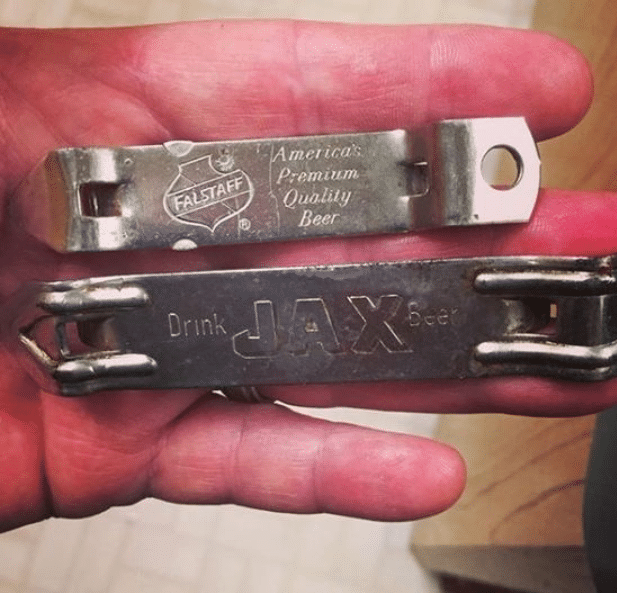 FALSTAFF
®
America's
Premium
Quality
Beer
Drink JAX Beer